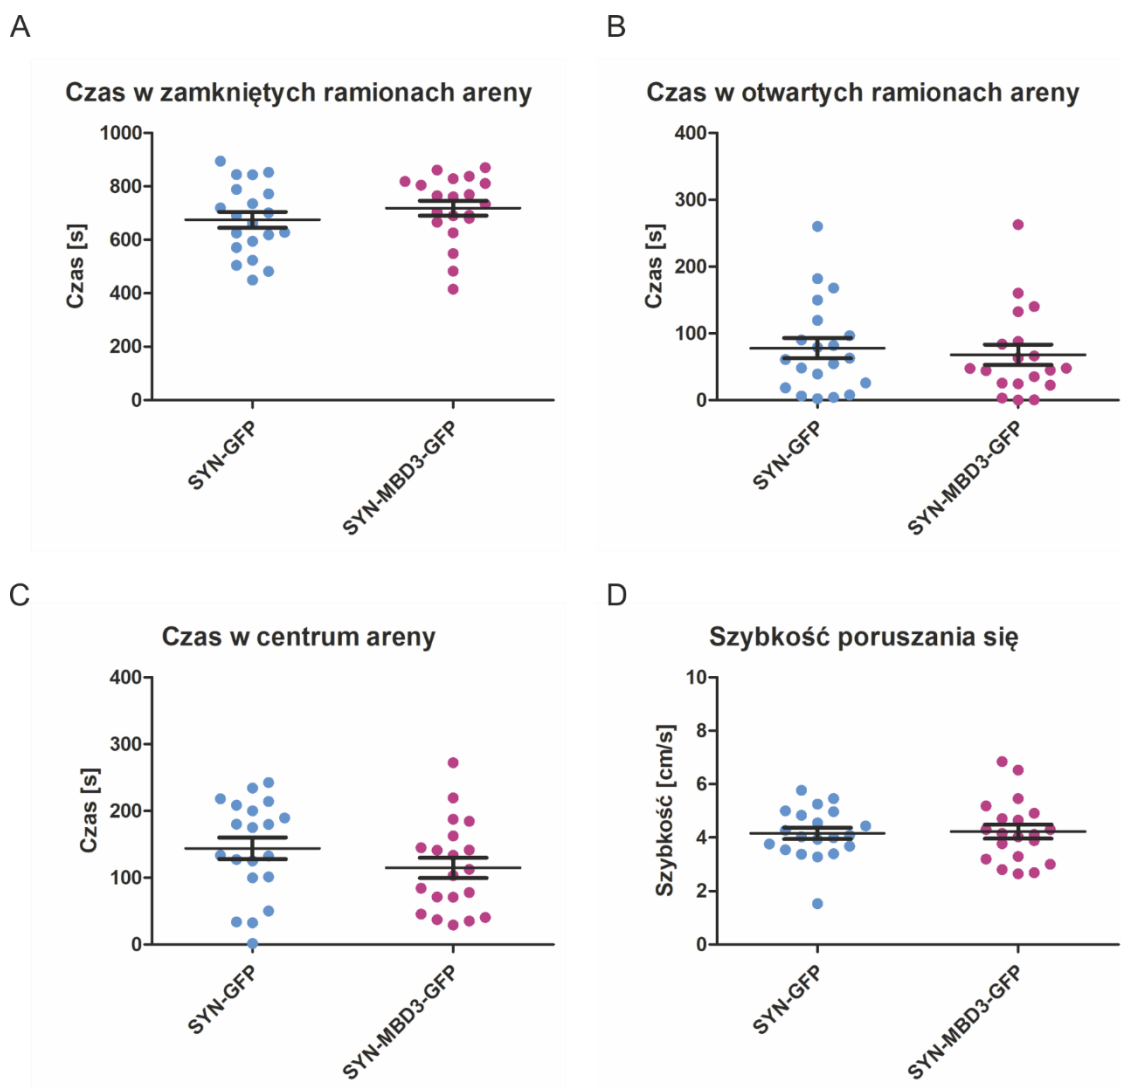 A
Czas w zamkniętych ramionach areny
Czas [s]
1000
800
600
400
200
0
SYN-GFP
SYN-MBD3-GFP
B
Czas w otwartych ramionach areny
Czas [s]
400
300
200
100
0
SYN-GFP
SYN-MBD3-GFP
C
Czas w centrum areny
Czas [s]
400
300
200
100
0
SYN-GFP
SYN-MBD3-GFP
D
Szybkość poruszania się
Szybkość [cm/s]
10
8
6
4
2
0
SYN-GFP
SYN-MBD3-GFP